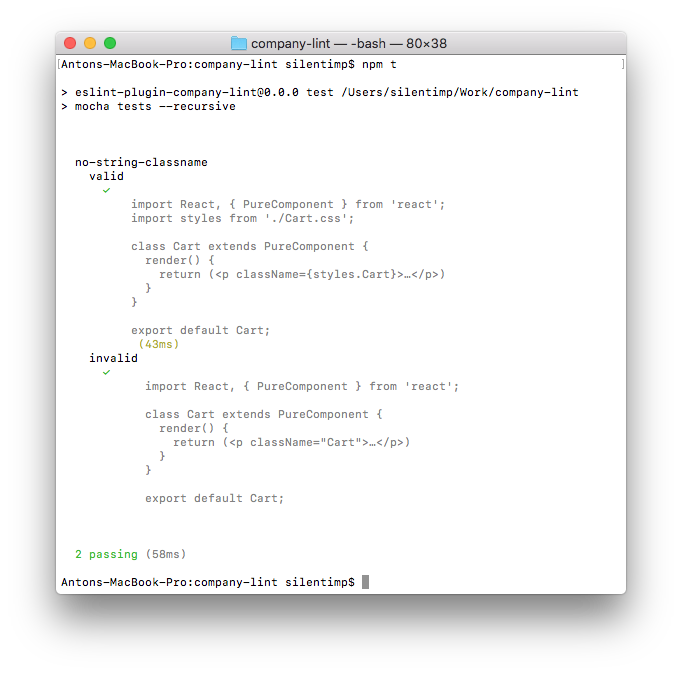 company-lint — -bash — 80×38
[Antons-MacBook-Pro:company-lint silentimp$ npm t ]
> eslint-plugin-company-lint@0.0.0 test /Users/silentimp/Work/company-lint
> mocha tests --recursive
no-string-classname
valid
✓
import React, { PureComponent } from 'react';
import styles from './Cart.css';
class Cart extends PureComponent {
render() {
return (<p className={styles.Cart}>…</p>)
}
}
export default Cart;
(43ms)
invalid
✓
import React, { PureComponent } from 'react';
class Cart extends PureComponent {
render() {
return (<p className="Cart">…</p>)
}
}
export default Cart;
2 passing (58ms)
Antons-MacBook-Pro:company-lint silentimp$